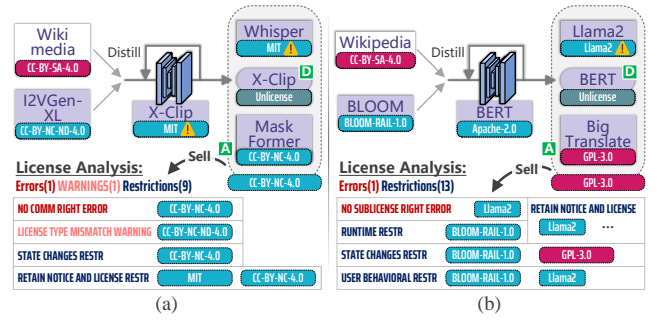 (a)
Wiki
media
CC-BY-SA-4.0
I2VGen-
XL
CC-BY-NC-ND-4.0
Distill
X-Clip
MIT
Whisper
MIT
D
X-Clip
Unlicense
Mask
Former
CC-BY-NC-4.0
A
Sell
CC-BY-NC-4.0
License Analysis:
Errors(1) WARNINGS(1) Restrictions(9)
NO COMM RIGHT ERROR CC-BY-NC-4.0
LICENSE TYPE MISMATCH WARNING CC-BY-NC-ND-4.0
STATE CHANGES RESTR CC-BY-NC-4.0
RETAIN NOTICE AND LICENSE RESTR MIT CC-BY-NC-4.0
(a)
(b)
Wikipedia
CC-BY-SA-4.0
BLOOM
BLOOM-RAIL-1.0
Distill
BERT
Apache-2.0
Llama2
Llama2
D
BERT
Unlicense
Big
Translate
GPL-3.0
A
Sell
GPL-3.0
License Analysis:
Errors(1) Restrictions(13)
NO SUBLICENSE RIGHT ERROR Llama2
RETAIN NOTICE AND LICENSE
Llama2 ...
RUNTIME RESTR BLOOM-RAIL-1.0
STATE CHANGES RESTR BLOOM-RAIL-1.0 GPL-3.0
USER BEHAVIORAL RESTR BLOOM-RAIL-1.0 Llama2
(b)